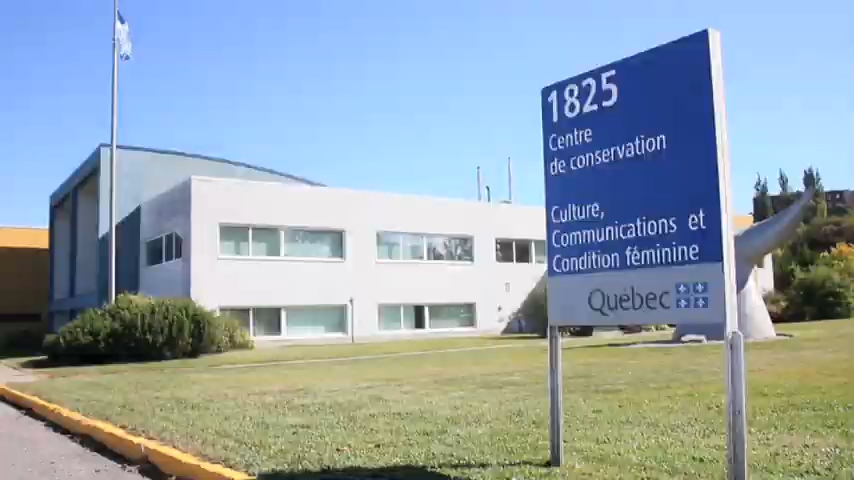 1825
Centre
de conservation
Culture,
Communications et
Condition féminine
Québec